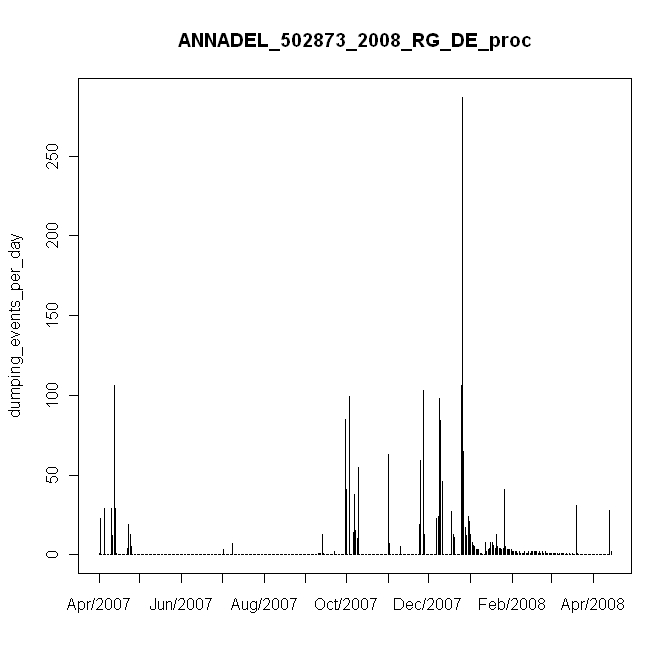 ANNADEL_502873_2008_RG_DE_proc
dumping_events_per_day
250
200
150
100
50
0
Apr/2007 Jun/2007 Aug/2007 Oct/2007 Dec/2007 Feb/2008 Apr/2008